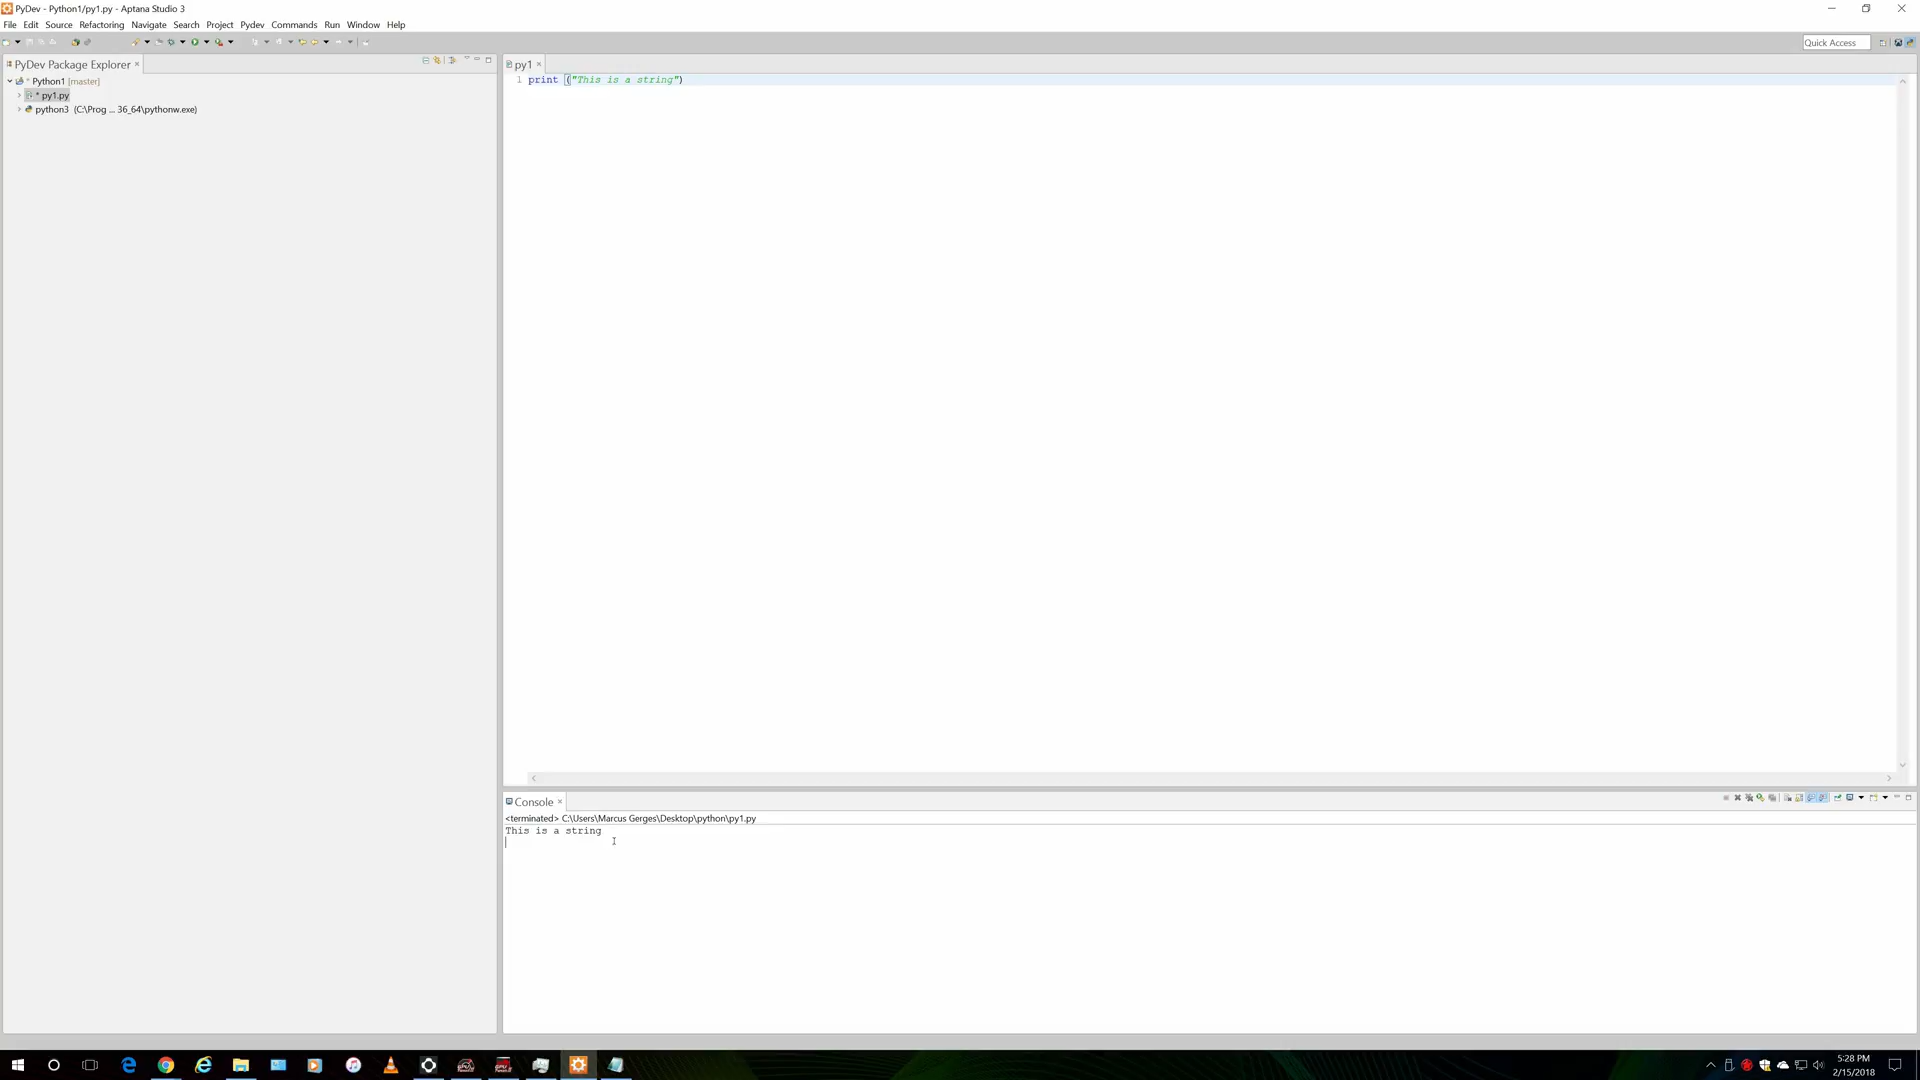 PyDev - Python1/py1.py - Aptana Studio 3
File Edit Source Refactoring Navigate Search Project Pydev Commands Run Window Help
Quick Access
PyDev Package Explorer
* Python1 [master]
* py1.py
python3 (C:\Prog ... 36_64\pythonw.exe)
py1
1 print ("This is a string")
Console
<terminated> C:\Users\Marcus Gerges\Desktop\python\py1.py
This is a string
5:28 PM
2/15/2018